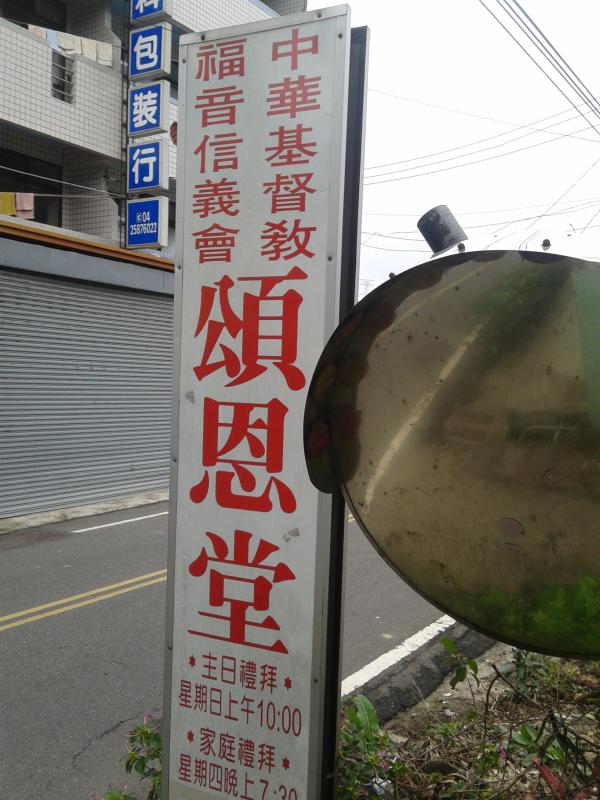 包裝行
04
25876022
中華基督教
福音信義會
頌恩堂
*主日禮拜*
星期日上午10:00
*家庭禮拜*
星期四晚上7:30